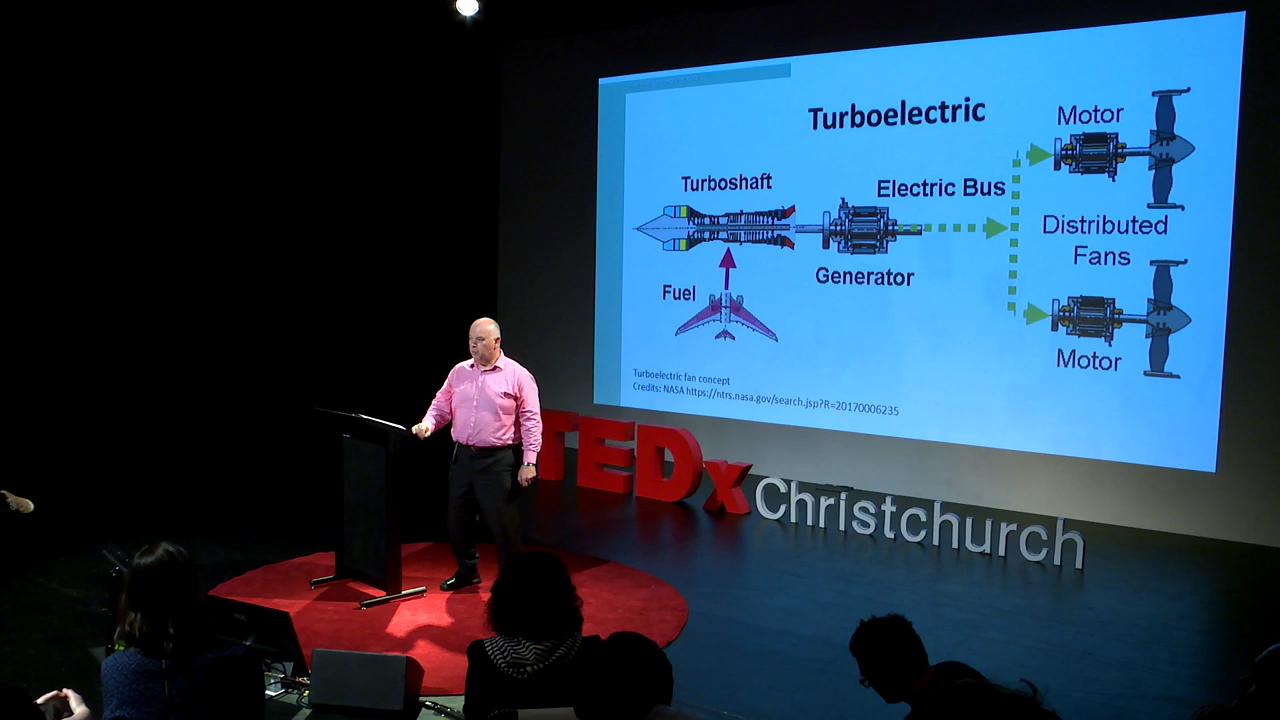 Turboelectric
Motor
Turboshaft
Electric Bus
Distributed
Fans
Generator
Fuel
Motor
Turboelectric fan concept
Credits: NASA https://ntrs.nasa.gov/search.jsp?R=20170006235
TEDx Christchurch